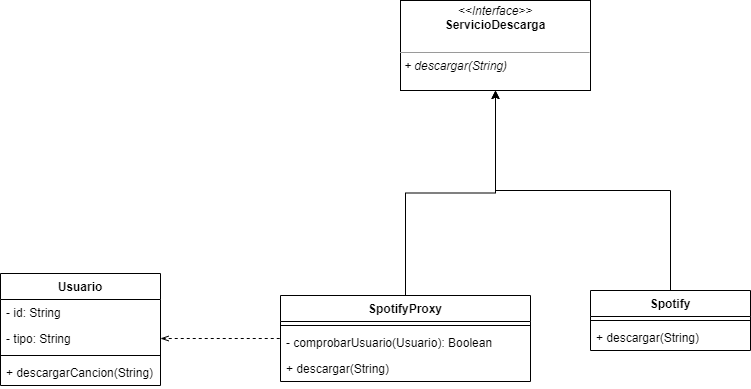 <<Interface>>
ServicioDescarga
+ descargar(String)
Usuario
- id: String
- tipo: String
+ descargarCancion(String)
SpotifyProxy
- comprobarUsuario(Usuario): Boolean
+ descargar(String)
Spotify
+ descargar(String)